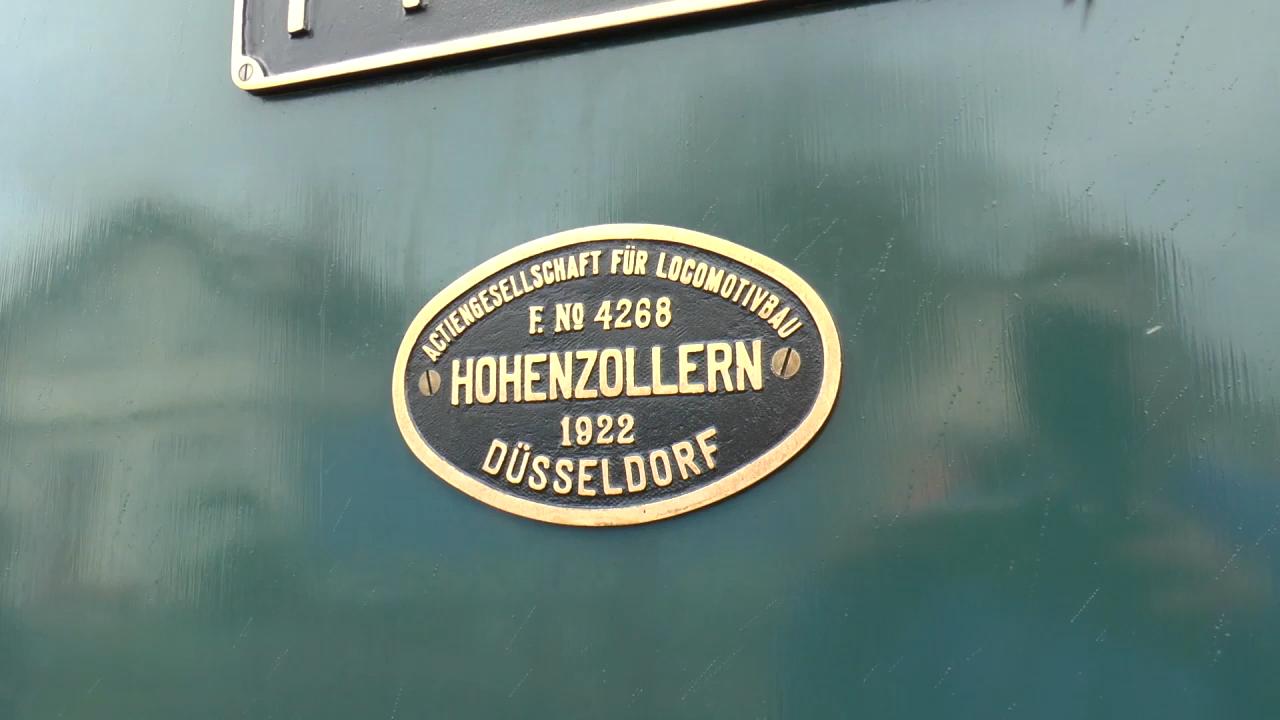 ACTIENGESELLSCHAFT FÜR LOCOMOTIVBAU
F. No 4268
HOHENZOLLERN
1922
DÜSSELDORF